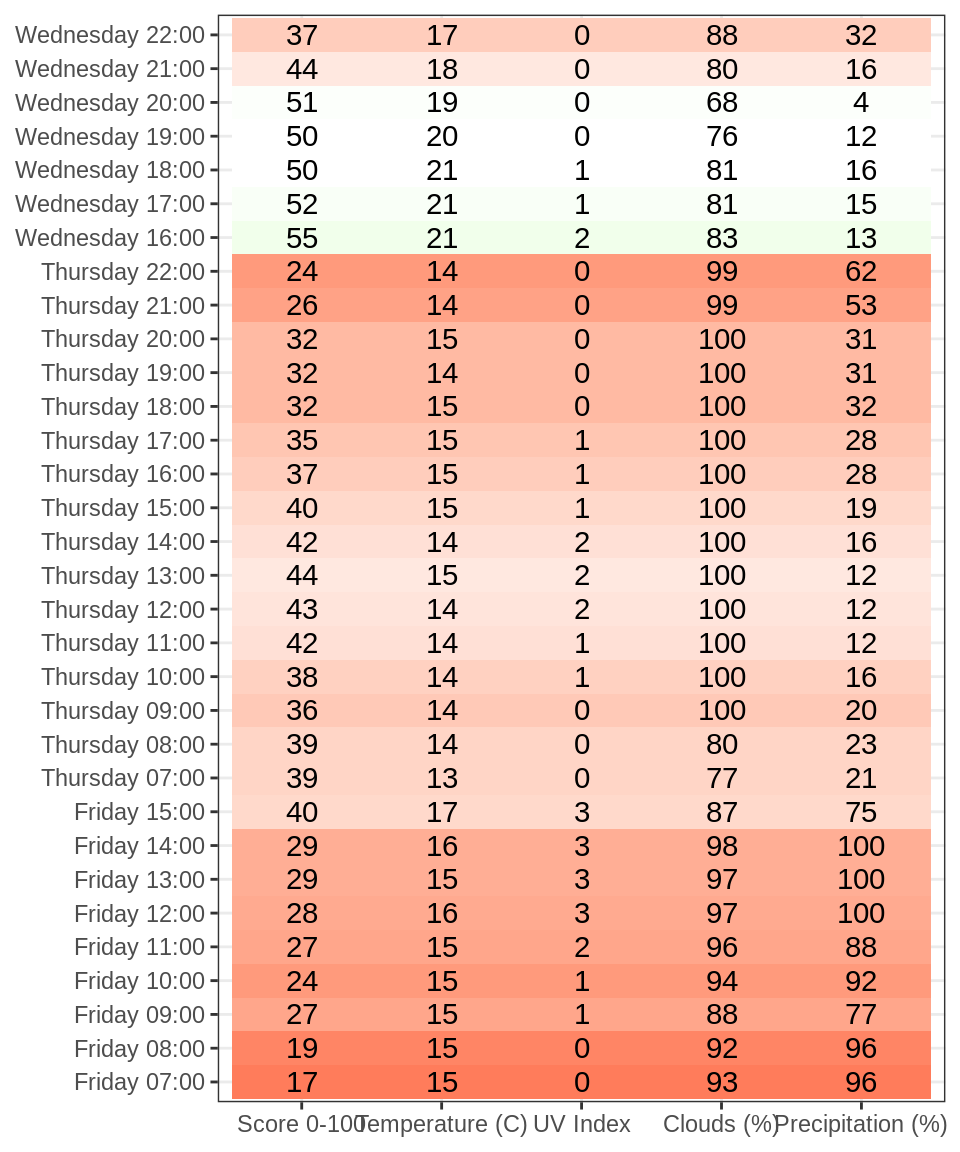 Wednesday 22:00 37 17 0 88 32
Wednesday 21:00 44 18 0 80 16
Wednesday 20:00 51 19 0 68 4
Wednesday 19:00 50 20 0 76 12
Wednesday 18:00 50 21 1 81 16
Wednesday 17:00 52 21 1 81 15
Wednesday 16:00 55 21 2 83 13
Thursday 22:00 24 14 0 99 62
Thursday 21:00 26 14 0 99 53
Thursday 20:00 32 15 0 100 31
Thursday 19:00 32 14 0 100 31
Thursday 18:00 32 15 0 100 32
Thursday 17:00 35 15 1 100 28
Thursday 16:00 37 15 1 100 28
Thursday 15:00 40 15 1 100 19
Thursday 14:00 42 14 2 100 16
Thursday 13:00 44 15 2 100 12
Thursday 12:00 43 14 2 100 12
Thursday 11:00 42 14 1 100 12
Thursday 10:00 38 14 1 100 16
Thursday 09:00 36 14 0 100 20
Thursday 08:00 39 14 0 80 23
Thursday 07:00 39 13 0 77 21
Friday 15:00 40 17 3 87 75
Friday 14:00 29 16 3 98 100
Friday 13:00 29 15 3 97 100
Friday 12:00 28 16 3 97 100
Friday 11:00 27 15 2 96 88
Friday 10:00 24 15 1 94 92
Friday 09:00 27 15 1 88 77
Friday 08:00 19 15 0 92 96
Friday 07:00 17 15 0 93 96
Score 0-100 Temperature (C) UV Index Clouds (%) Precipitation (%)